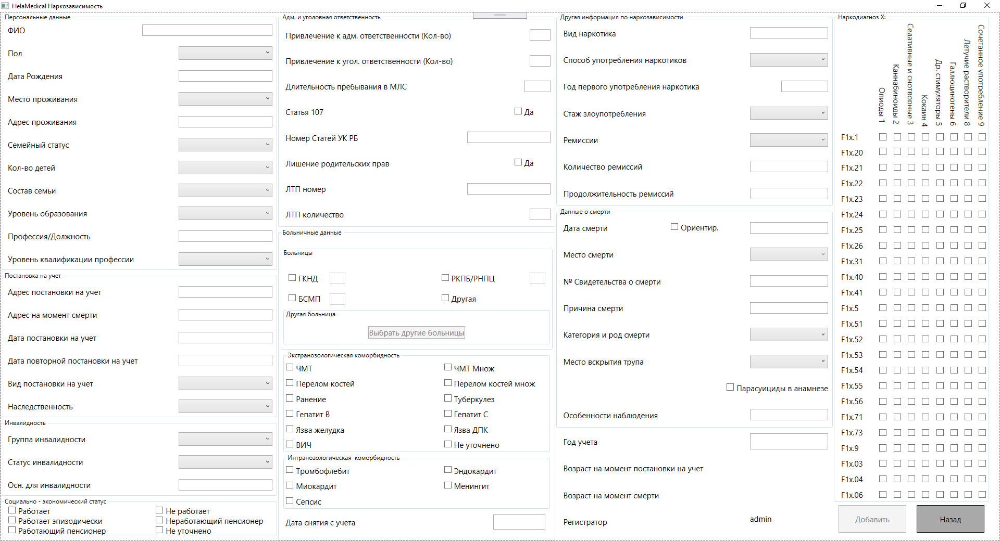 HelaMedical Наркозависимость
Персональные данные
ФИО
Пол
Дата Рождения
Место проживания
Адрес проживания
Семейный статус
Кол-во детей
Состав семьи
Уровень образования
Профессия/Должность
Уровень квалификации профессии
Постановка на учет
Адрес постановки на учет
Адрес на момент смерти
Дата постановки на учет
Дата повторной постановки на учет
Вид постановки на учет
Наследственность
Инвалидность
Группа инвалидности
Статус инвалидности
Осн. для инвалидности
Социально - экономический статус
Работает
Не работает
Работает эпизодически
Неработающий пенсионер
Работающий пенсионер
Не уточнено
Адм. и уголовная ответственность
Привлечение к адм. ответственности (Кол-во)
Привлечение к угол. ответственности (Кол-во)
Длительность пребывания в МЛС
Статья 107
Да
Номер Статей УК РБ
Лишение родительских прав
Да
ЛТП номер
ЛТП количество
Больничные данные
Больницы
ГКНД
РКПБ/РНПЦ
БСМП
Другая
Другая больница
Выбрать другие больницы
Экстранозологическая коморбидность
ЧМТ
ЧМТ Множ
Перелом костей
Перелом костей множ
Ранение
Туберкулез
Гепатит В
Гепатит С
Язва желудка
Язва ДПК
ВИЧ
Не уточнено
Интранозологическая коморбидность
Тромбофлебит
Эндокардит
Миокардит
Менингит
Сепсис
Дата снятия с учета
Другая информация по наркозависимости
Вид наркотика
Способ употребления наркотиков
Год первого употребления наркотика
Стаж злоупотребления
Ремиссии
Количество ремиссий
Продолжительность ремиссий
Данные о смерти
Дата смерти
Ориентир.
Место смерти
№ Свидетельства о смерти
Причина смерти
Категория и род смерти
Место вскрытия трупа
Парасуициды в анамнезе
Особенности наблюдения
Год учета
Возраст на момент постановки на учет
Возраст на момент смерти
Регистратор
admin
Наркодиагноз X:
Опиоды 1
Каннабиноиды 2
Седативные и снотворные 3
Кокаин 4
Др. стимуляторы 5
Галлюциногены 6
Летучие растворители 8
Сочетанное употребление 9
F1x.1
F1x.20
F1x.21
F1x.22
F1x.23
F1x.24
F1x.25
F1x.26
F1x.31
F1x.40
F1x.41
F1x.5
F1x.51
F1x.52
F1x.53
F1x.54
F1x.55
F1x.56
F1x.71
F1x.73
F1x.9
F1x.03
F1x.04
F1x.06
Добавить
Назад